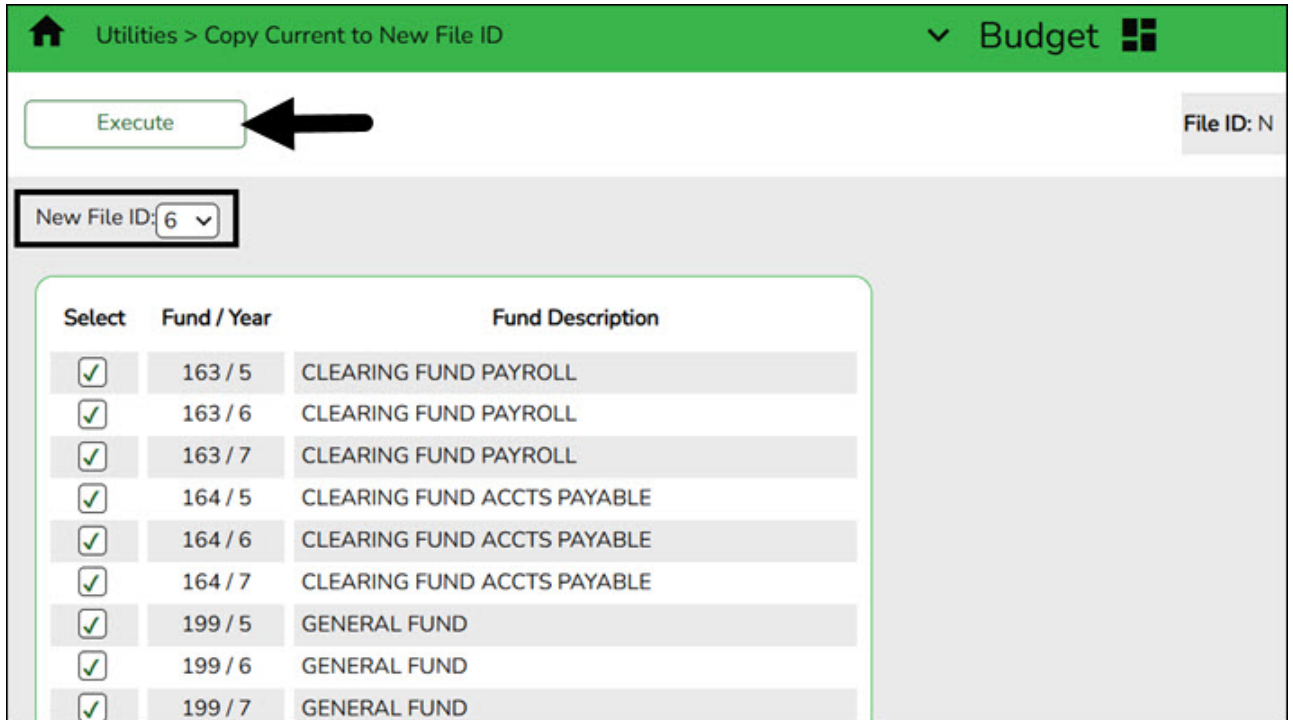 Utilities > Copy Current to New File ID
Budget
Execute
File ID: N
New File ID: 6
Select Fund / Year Fund Description
163 / 5 CLEARING FUND PAYROLL
163 / 6 CLEARING FUND PAYROLL
163 / 7 CLEARING FUND PAYROLL
164 / 5 CLEARING FUND ACCTS PAYABLE
164 / 6 CLEARING FUND ACCTS PAYABLE
164 / 7 CLEARING FUND ACCTS PAYABLE
199 / 5 GENERAL FUND
199 / 6 GENERAL FUND
199 / 7 GENERAL FUND